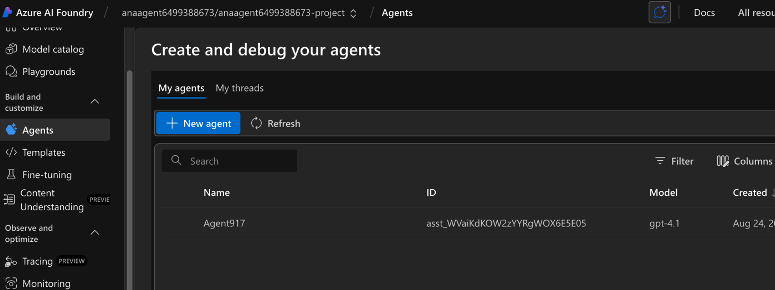 Azure AI Foundry / anaagent6499388673/anaagent6499388673-project / Agents Docs All resou
Overview
Model catalog
Playgrounds
Build and
customize
Agents
Templates
Fine-tuning
Content
Understanding PREVIE
Observe and
optimize
Tracing PREVIEW
Monitoring
Create and debug your agents
My agents My threads
New agent Refresh
Search Filter Columns
Name ID Model Created
Agent917 asst_WVaiKdKOW2zYYRgWOX6E5E05 gpt-4.1 Aug 24, 2